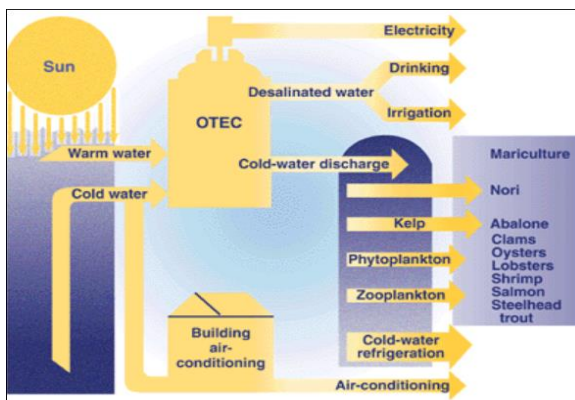 Sun
Electricity
Drinking
Desalinated water
Irrigation
OTEC
Warm water
Cold-water discharge
Cold water
Mariculture
Nori
Kelp
Abalone
Clams
Oysters
Lobsters
Shrimp
Salmon
Steelhead
trout
Phytoplankton
Zooplankton
Building
air-
conditioning
Cold-water
refrigeration
Air-conditioning